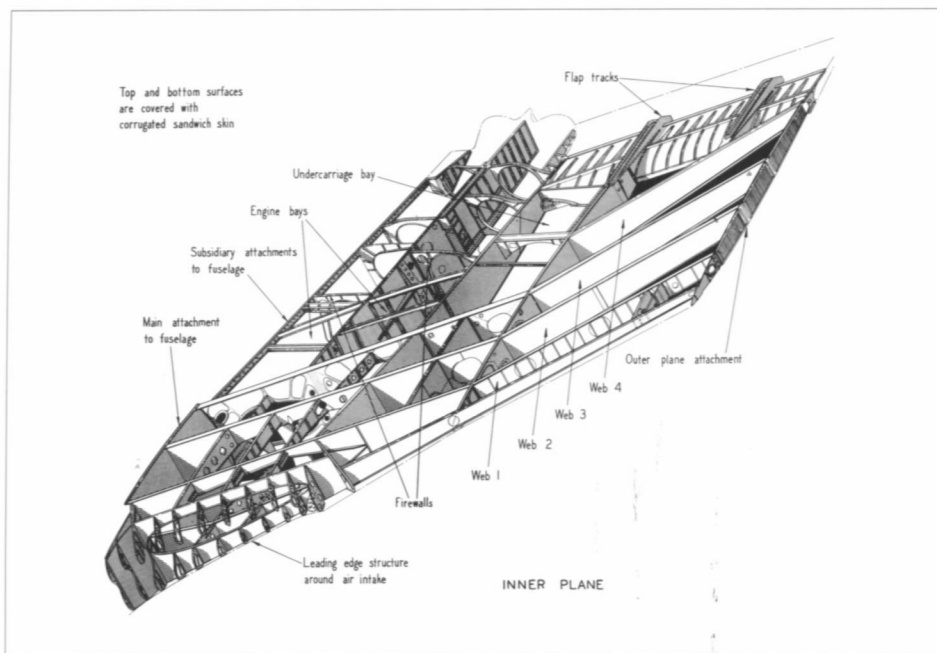 Top and bottom surfaces
are covered with
corrugated sandwich skin
Flap tracks
Undercarriage bay
Engine bays
Subsidiary attachments
to fuselage
Main attachment
to fuselage
Outer plane attachment
Web 4
Web 3
Web 2
Web 1
Firewalls
Leading edge structure
around air intake
INNER PLANE